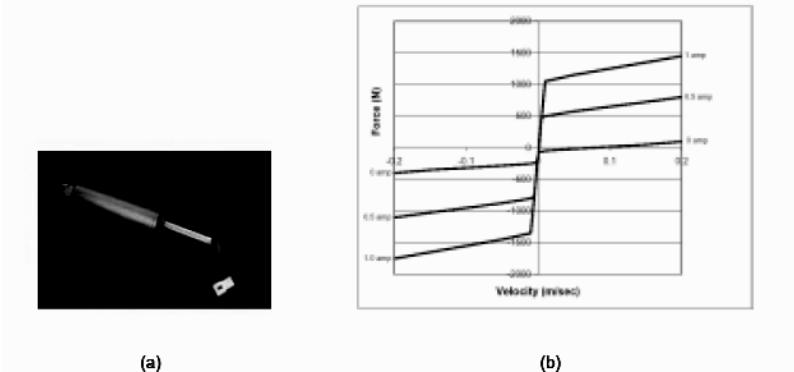 2000
1500
1000
500
0
-500
-1000
-1500
-2000
-0.2
-0.1
0.1
0.2
1 amp
0.5 amp
0 amp
0 amp
0.5 amp
1.0 amp
Force (N)
Velocity (m/sec)
(a)
(b)